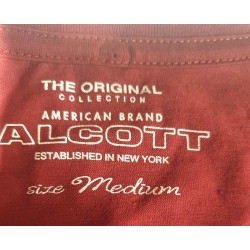 THE ORIGINAL
COLLECTION
AMERICAN BRAND
ALCOTT
ESTABLISHED IN NEW YORK
size Medium